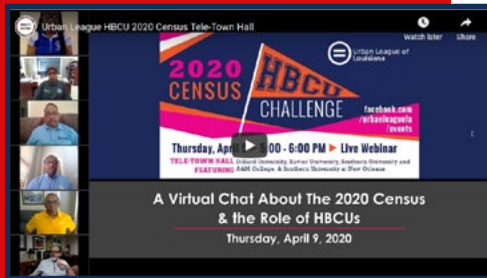 Urban League HBCU 2020 Census Tele-Town Hall
Watch later
Share
Urban League of
Louisiana
2020
CENSUS
HBCU
CHALLENGE
facebook.com
/urbanleaguela
/events
Thursday, April 9
5:00 - 6:00 PM ▶ Live Webinar
TELE-TOWN HALL
FEATURING
Dillard University, Xavier University, Southern University and
A&M College, & Southern University at New Orleans
A Virtual Chat About The 2020 Census
& the Role of HBCUs
Thursday, April 9, 2020